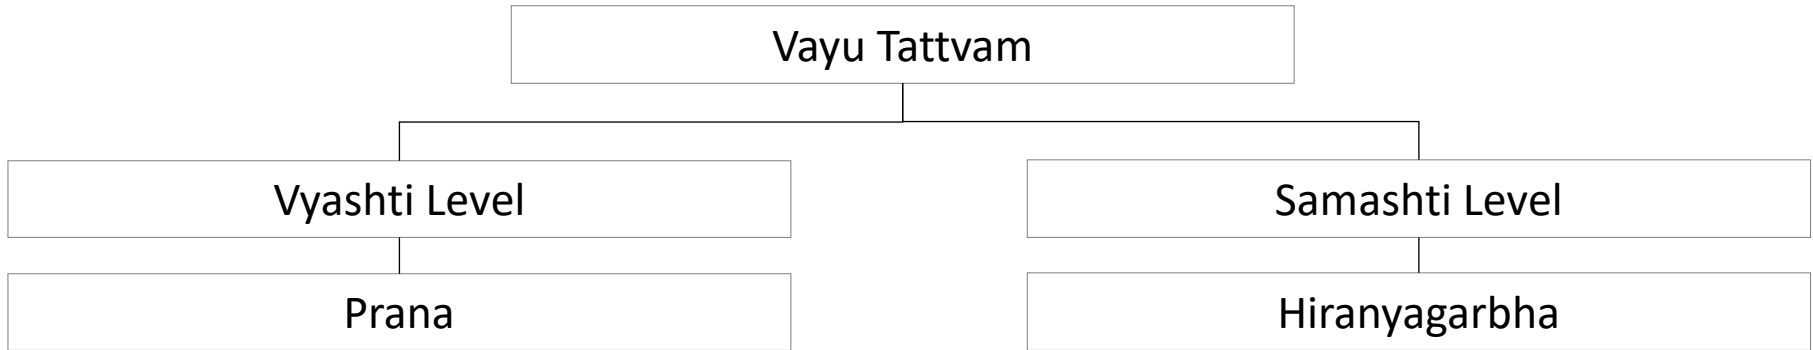 Vayu Tattvam
Vyashti Level
Samashti Level
Prana
Hiranyagarbha